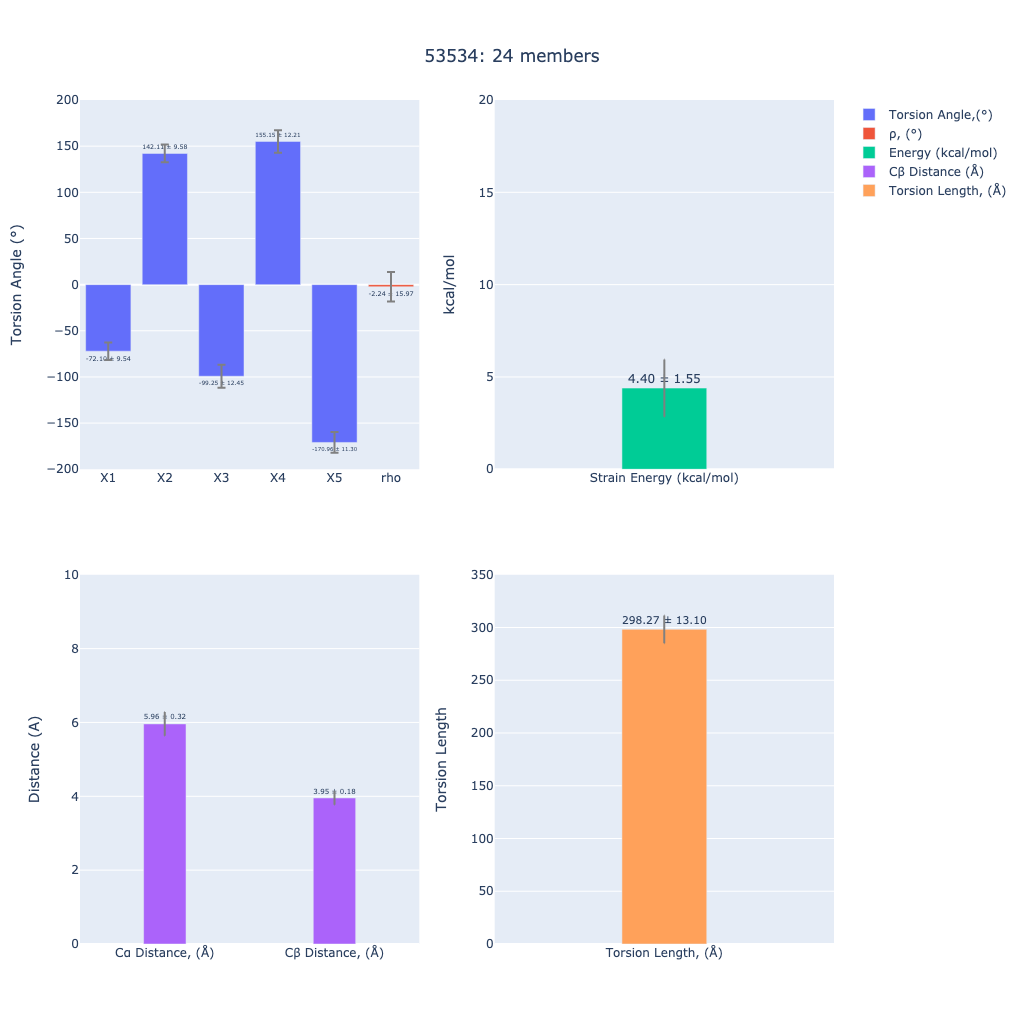 53534: 24 members
Torsion Angle (°)
200
150
100
50
0
−50
−100
−150
−200
-72.10 ± 9.54
142.11 ± 9.58
-99.25 ± 12.45
155.15 ± 12.21
-170.96 ± 11.30
-2.24 ± 15.97
X1 X2 X3 X4 X5 rho
kcal/mol
20
15
10
5
0
4.40 ± 1.55
Strain Energy (kcal/mol)
Torsion Angle,(°)
ρ, (°)
Energy (kcal/mol)
Cβ Distance (Å)
Torsion Length, (Å)
Distance (A)
10
8
6
4
2
0
5.96 ± 0.32
3.95 ± 0.18
Cα Distance, (Å) Cβ Distance, (Å)
Torsion Length
350
300
250
200
150
100
50
0
298.27 ± 13.10
Torsion Length, (Å)